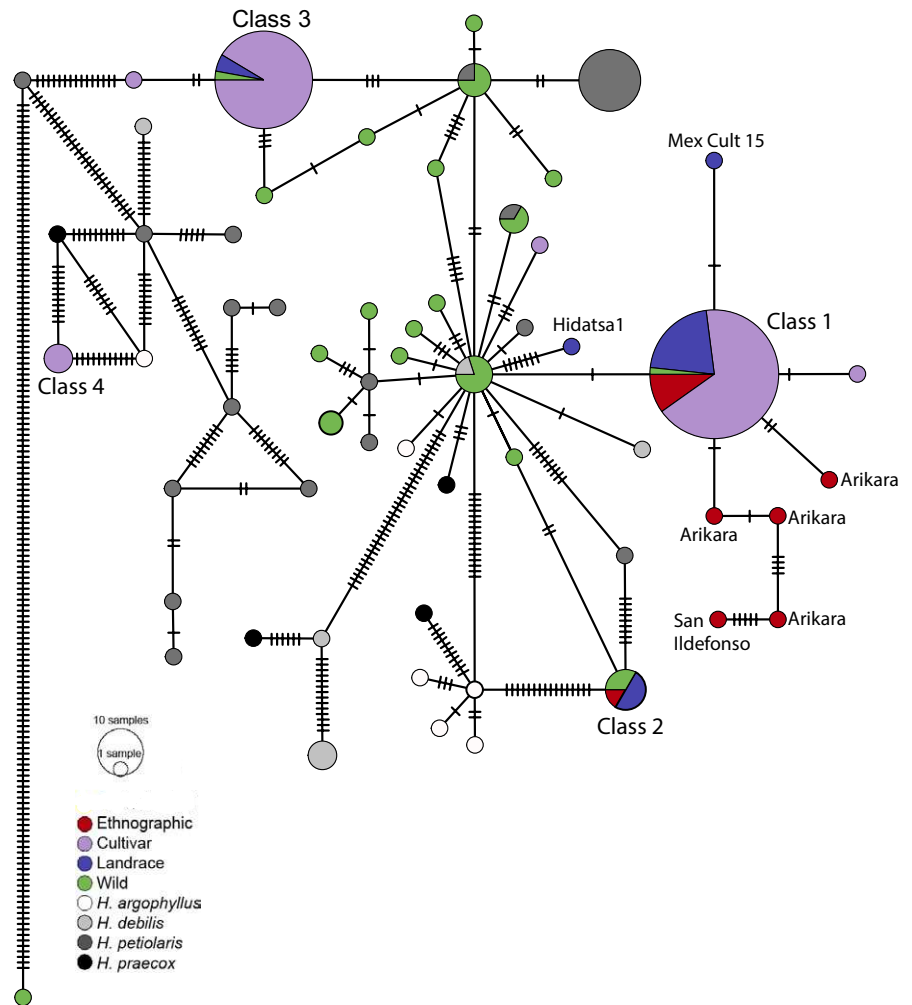 Class 3
Mex Cult 15
Hidatsa1
Class 1
Class 4
Arikara
Arikara
Arikara
San
Ildefonso
Arikara
Class 2
10 samples
1 sample
Ethnographic
Cultivar
Landrace
Wild
H. argophyllus
H. debilis
H. petiolaris
H. praecox